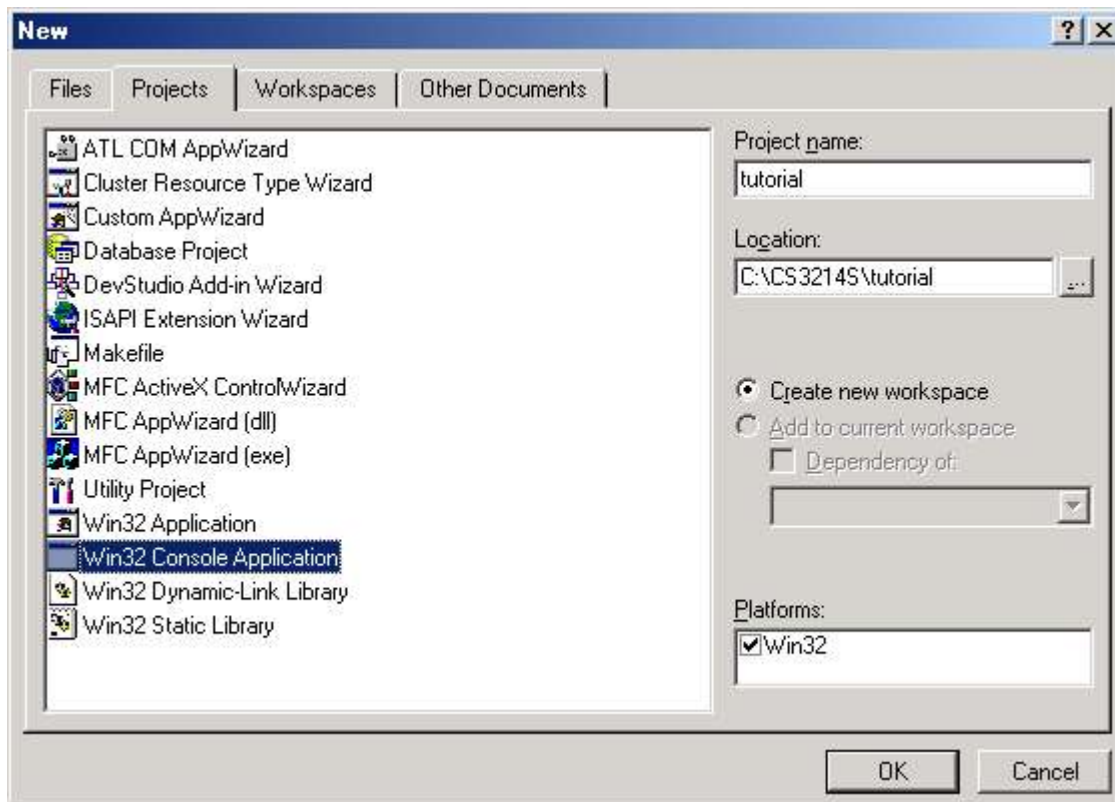 New
Files Projects Workspaces Other Documents
ATL COM AppWizard
Cluster Resource Type Wizard
Custom AppWizard
Database Project
DevStudio Add-in Wizard
ISAPI Extension Wizard
Makefile
MFC ActiveX ControlWizard
MFC AppWizard (dll)
MFC AppWizard (exe)
Utility Project
Win32 Application
Win32 Console Application
Win32 Dynamic-Link Library
Win32 Static Library
Project name:
tutorial
Location:
C:\CS3214S\tutorial
...
Create new workspace
Add to current workspace
Dependency of:
Platforms:
Win32
OK Cancel